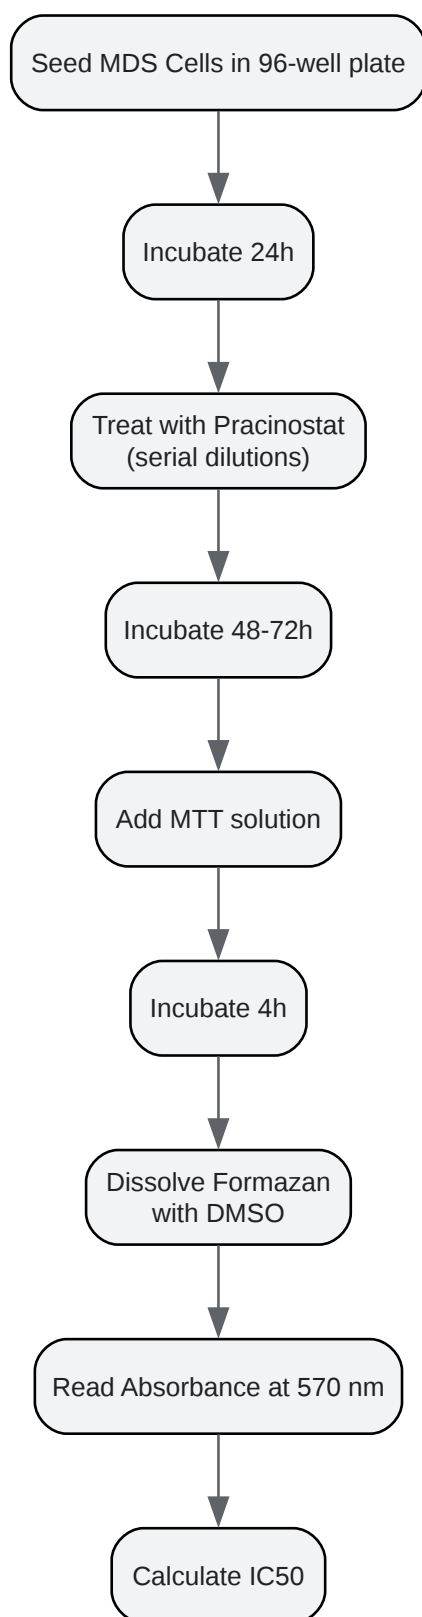 Seed MDS Cells in 96-well plate
Incubate 24h
Treat with Pracinostat
(serial dilutions)
Incubate 48-72h
Add MTT solution
Incubate 4h
Dissolve Formazan
with DMSO
Read Absorbance at 570 nm
Calculate IC50